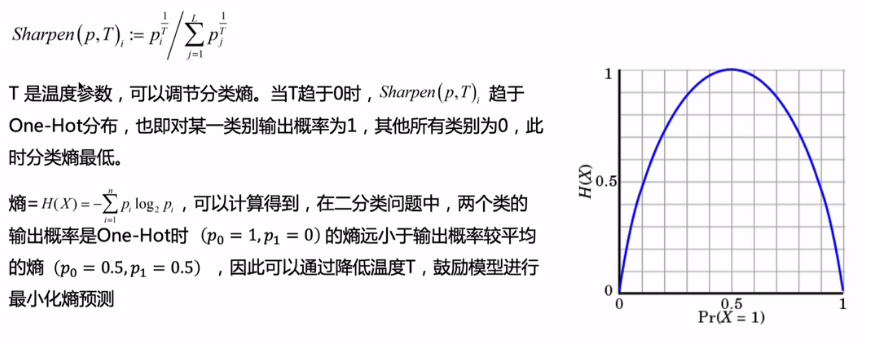 Sharpen(p,T)_i := p_i^{1/T} / \sum_{j=1}^{L} p_j^{1/T}
T 是温度参数，可以调节分类熵。当T趋于0时，Sharpen(p,T)_i 趋于
One-Hot分布，也即对某一类别输出概率为1，其他所有类别为0，此
时分类熵最低。
熵=H(X)=-\sum_{i=1}^{n} p_i log_2 p_i，可以计算得到，在二分类问题中，两个类的
输出概率是One-Hot时（p_0 = 1,p_1 = 0）的熵远小于输出概率较平均
的熵（p_0 = 0.5,p_1 = 0.5），因此可以通过降低温度T，鼓励模型进行
最小化熵预测
1
H(X)
0.5
0
0
0.5
1
Pr(X = 1)